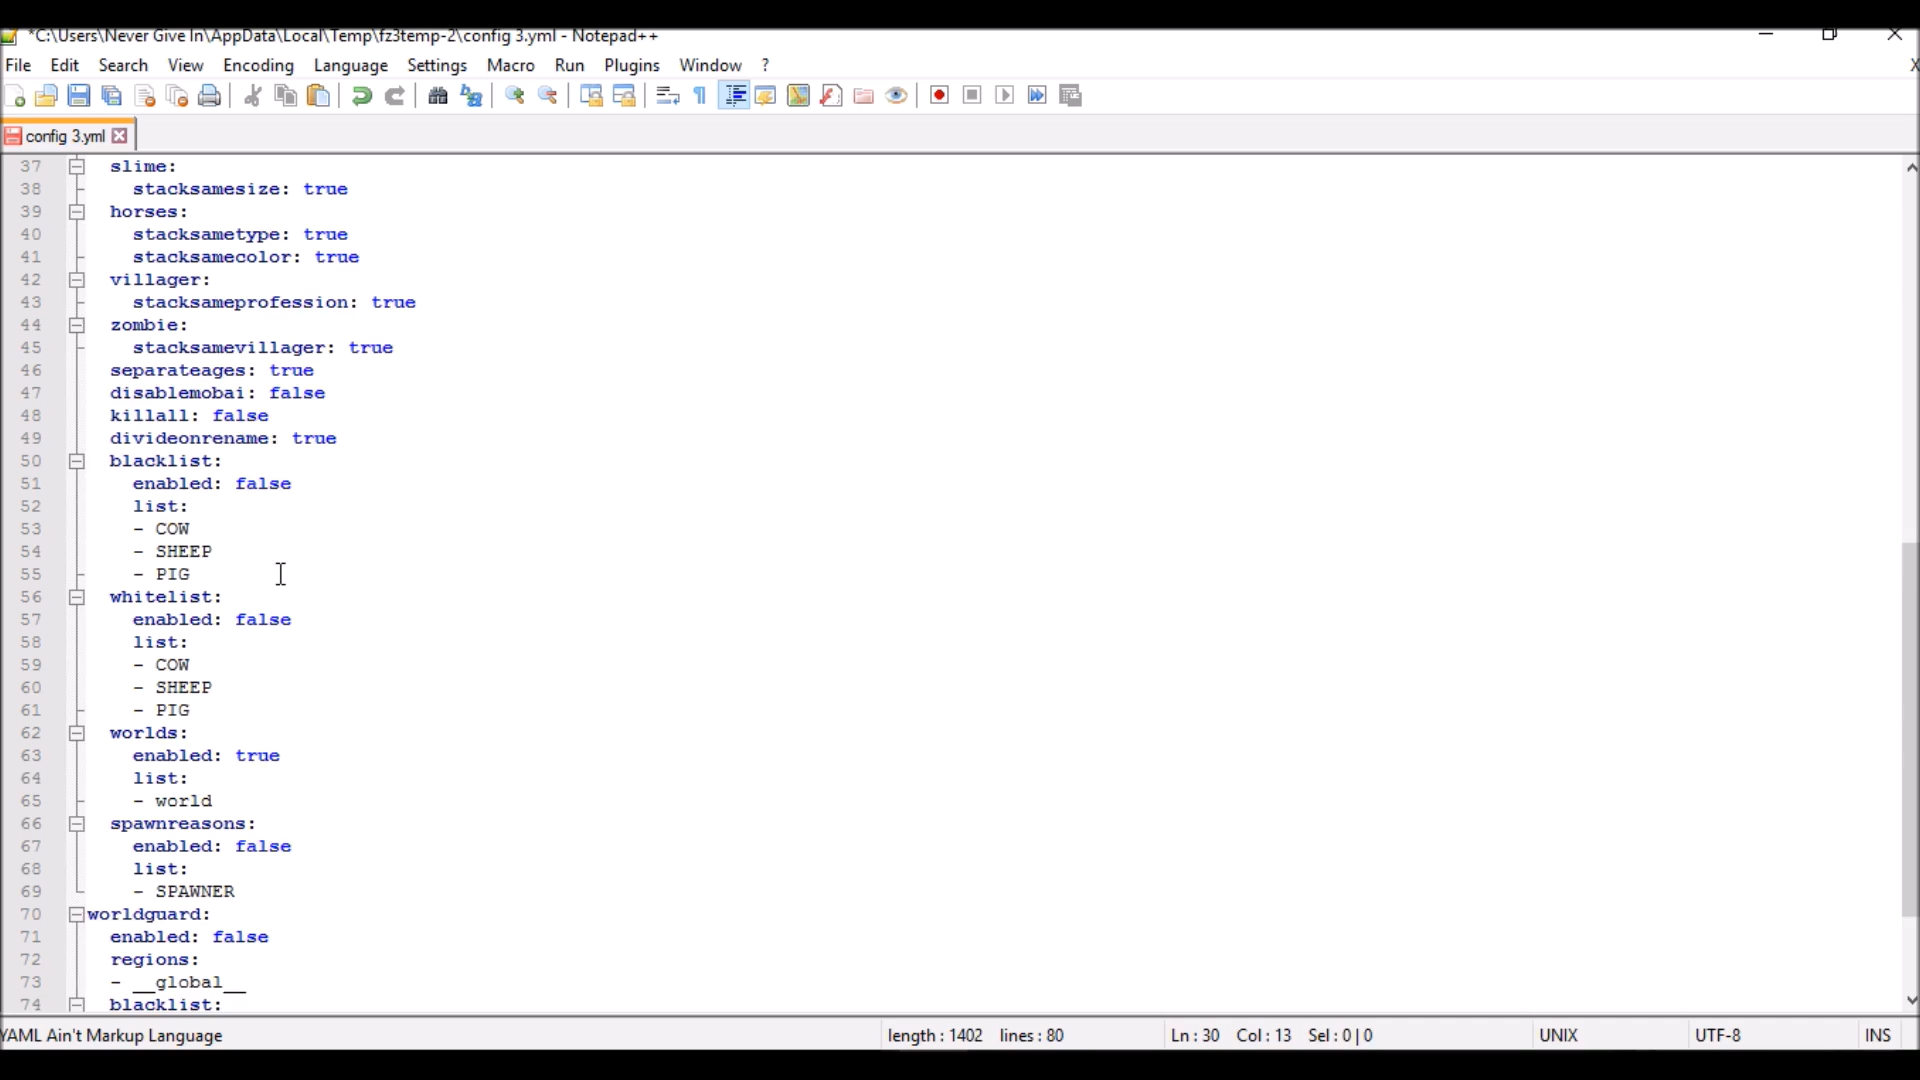 *C:\Users\Never Give In\AppData\Local\Temp\fz3temp-2\config 3.yml - Notepad++
File Edit Search View Encoding Language Settings Macro Run Plugins Window ? X
config 3.yml
37 slime:
38 stacksamesize: true
39 horses:
40 stacksametype: true
41 stacksamecolor: true
42 villager:
43 stacksameprofession: true
44 zombie:
45 stacksamevillager: true
46 separateages: true
47 disablemobai: false
48 killall: false
49 divideonrename: true
50 blacklist:
51 enabled: false
52 list:
53 - COW
54 - SHEEP
55 - PIG
56 whitelist:
57 enabled: false
58 list:
59 - COW
60 - SHEEP
61 - PIG
62 worlds:
63 enabled: true
64 list:
65 - world
66 spawnreasons:
67 enabled: false
68 list:
69 - SPAWNER
70 worldguard:
71 enabled: false
72 regions:
73 - __global__
74 blacklist:
YAML Ain't Markup Language length : 1402 lines : 80 Ln : 30 Col : 13 Sel : 0 | 0 UNIX UTF-8 INS